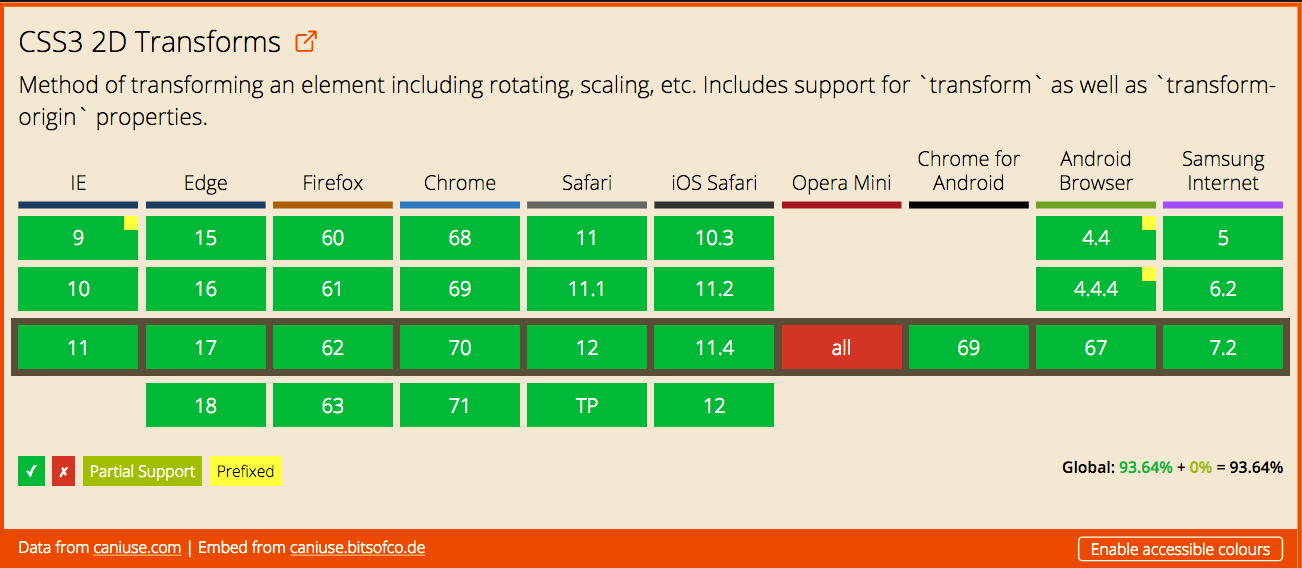 CSS3 2D Transforms
Method of transforming an element including rotating, scaling, etc. Includes support for `transform` as well as `transform-
origin` properties.
IE Edge Firefox Chrome Safari iOS Safari Opera Mini Chrome for Android Android Browser Samsung Internet
9 15 60 68 11 10.3 4.4 5
10 16 61 69 11.1 11.2 4.4.4 6.2
11 17 62 70 12 11.4 all 69 67 7.2
18 63 71 TP 12
✓ ✗ Partial Support Prefixed Global: 93.64% + 0% = 93.64%
Data from caniuse.com | Embed from caniuse.bitsofco.de Enable accessible colours